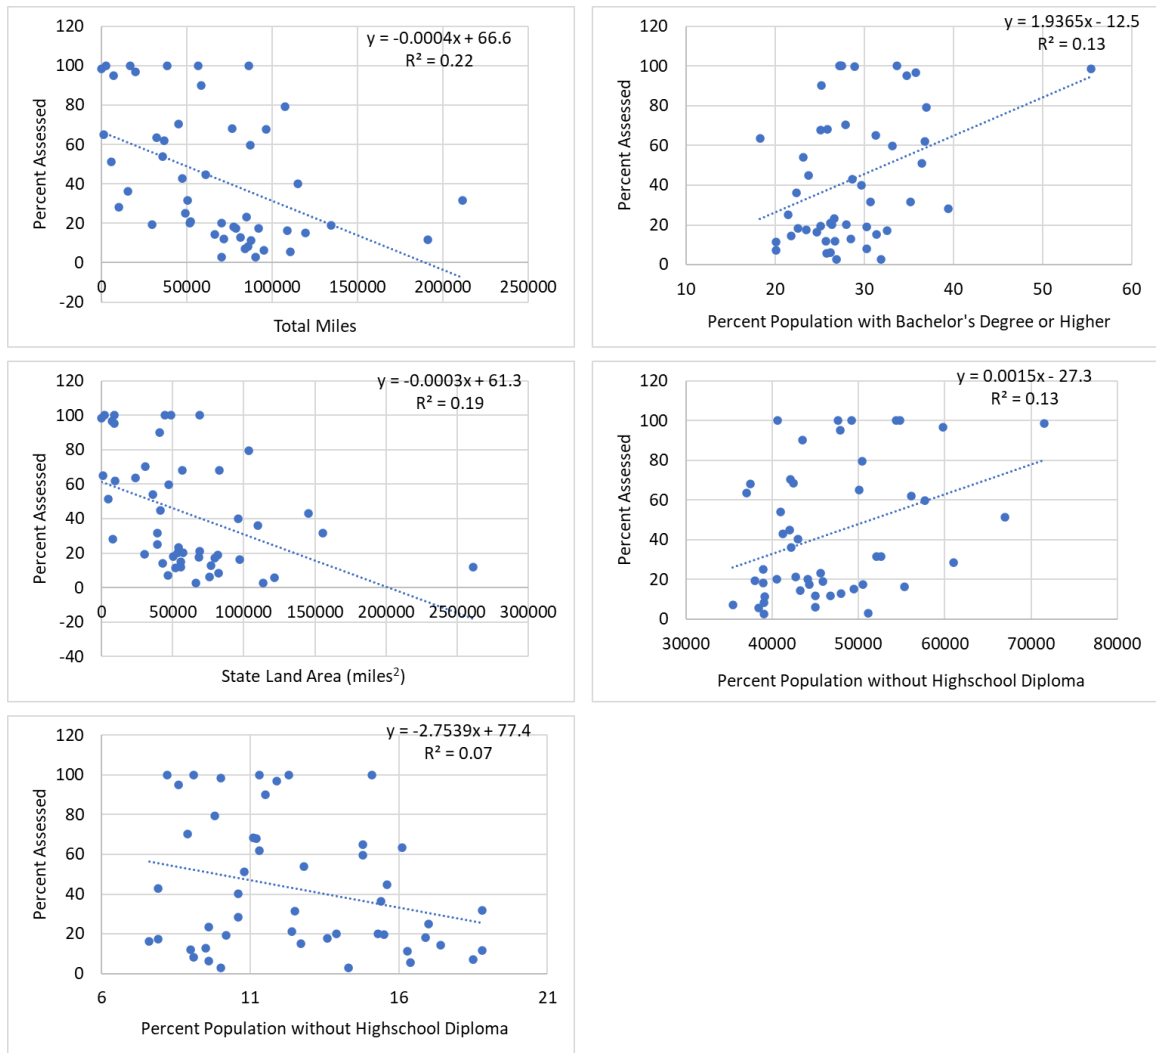 y = -0.0004x + 66.6
R² = 0.22
120
100
80
60
40
20
0
-20
0 50000 100000 150000 200000 250000
Percent Assessed
Total Miles
y = 1.9365x - 12.5
R² = 0.13
120
100
80
60
40
20
0
10 20 30 40 50 60
Percent Assessed
Percent Population with Bachelor's Degree or Higher
y = -0.0003x + 61.3
R² = 0.19
120
100
80
60
40
20
0
-20
-40
0 50000 100000 150000 200000 250000 300000
Percent Assessed
State Land Area (miles²)
y = 0.0015x - 27.3
R² = 0.13
120
100
80
60
40
20
0
30000 40000 50000 60000 70000 80000
Percent Assessed
Percent Population without Highschool Diploma
y = -2.7539x + 77.4
R² = 0.07
120
100
80
60
40
20
0
6 11 16 21
Percent Assessed
Percent Population without Highschool Diploma